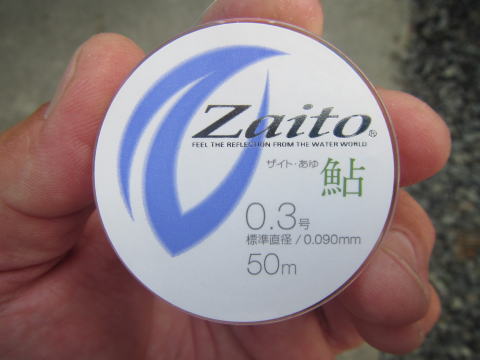 Zaito®
FEEL THE REFLECTION FROM THE WATER WORLD
ザイト・あゆ 鮎
0.3号
標準直径/0.090mm
50m